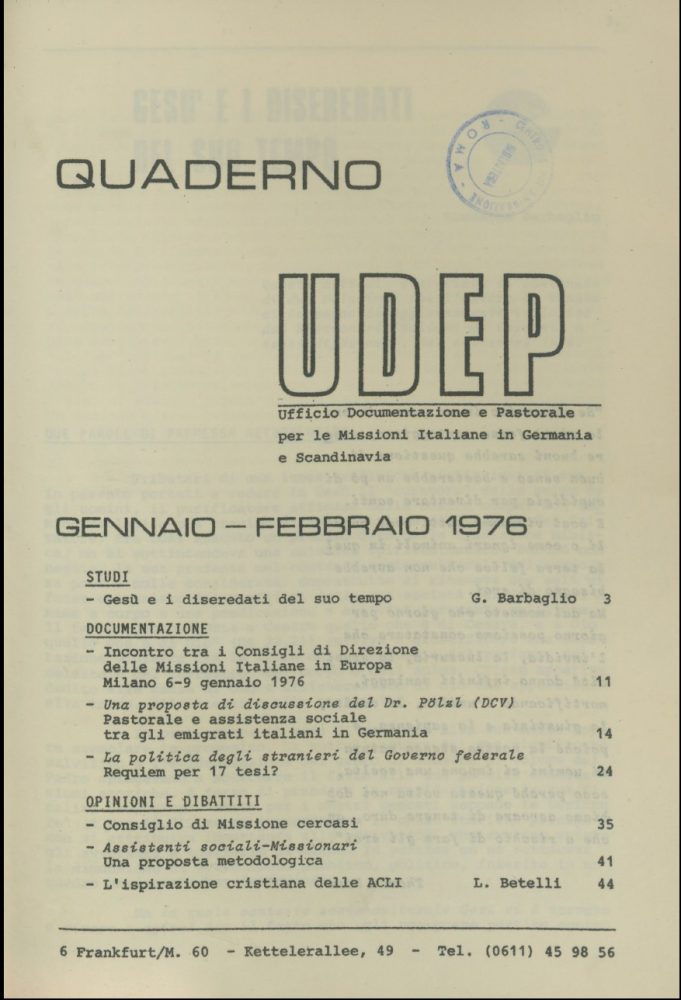 QUADERNO
ROMA
UDEP
Ufficio Documentazione e Pastorale
per le Missioni Italiane in Germania
e Scandinavia
GENNAIO – FEBBRAIO 1976
STUDI
- Gesù e i diseredati del suo tempo G. Barbaglio 3
DOCUMENTAZIONE
- Incontro tra i Consigli di Direzione
delle Missioni Italiane in Europa
Milano 6-9 gennaio 1976 11
- Una proposta di discussione del Dr. Pölzl (DCV)
Pastorale e assistenza sociale
tra gli emigrati italiani in Germania 14
- La politica degli stranieri del Governo federale
Requiem per 17 tesi? 24
OPINIONI E DIBATTITI
- Consiglio di Missione cercasi 35
- Assistenti sociali-Missionari
Una proposta metodologica 41
- L'ispirazione cristiana delle ACLI L. Betelli 44
6 Frankfurt/M. 60 - Kettelerallee, 49 - Tel. (0611) 45 98 56